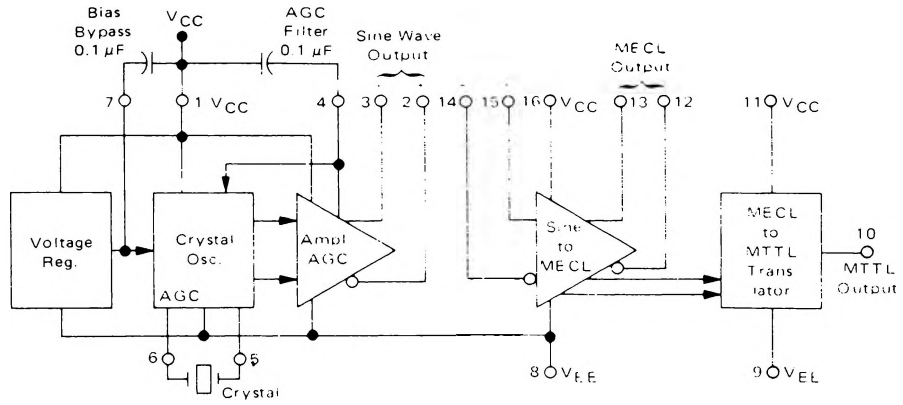 Bias
Bypass
0.1 µF
VCC
AGC
Filter
0.1 µF
Sine Wave
Output
MECL
Output
7
1 VCC
4
3
2
14
15
16 VCC
13
12
11 VCC
Voltage
Reg.
Crystal
Osc.
AGC
Ampl
AGC
Sine
to
MECL
MECL
to
MTTL
Trans
lator
10
MTTL
Output
6
5
Crystal
8 VEE
9 VEE